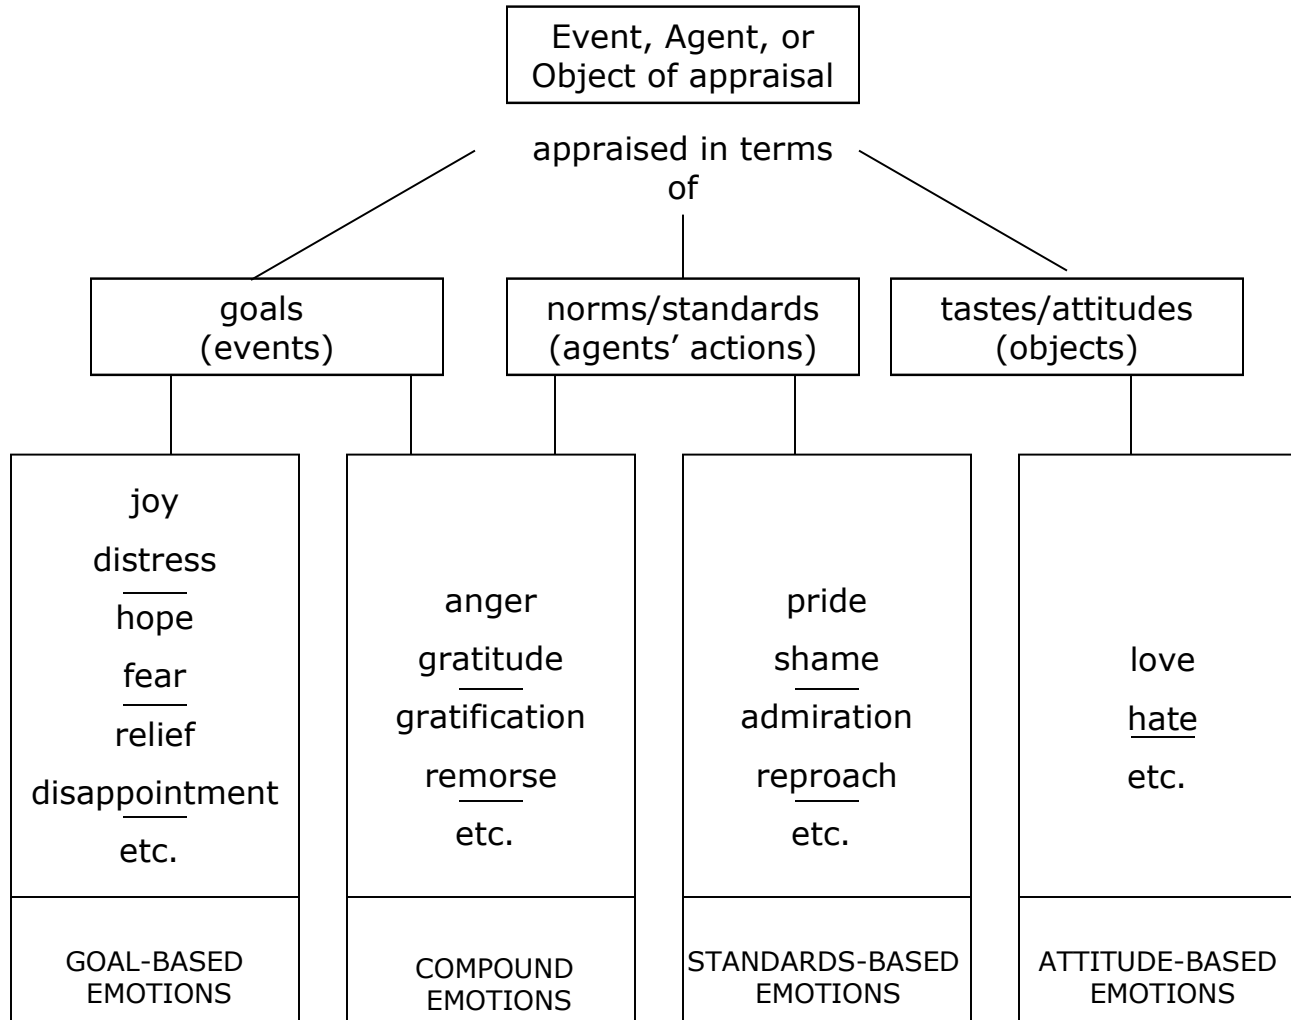 Event, Agent, or
Object of appraisal
appraised in terms
of
goals
(events)
norms/standards
(agents’ actions)
tastes/attitudes
(objects)
joy
distress
hope
fear
relief
disappointment
etc.
GOAL-BASED
EMOTIONS
anger
gratitude
gratification
remorse
etc.
COMPOUND
EMOTIONS
pride
shame
admiration
reproach
etc.
STANDARDS-BASED
EMOTIONS
love
hate
etc.
ATTITUDE-BASED
EMOTIONS